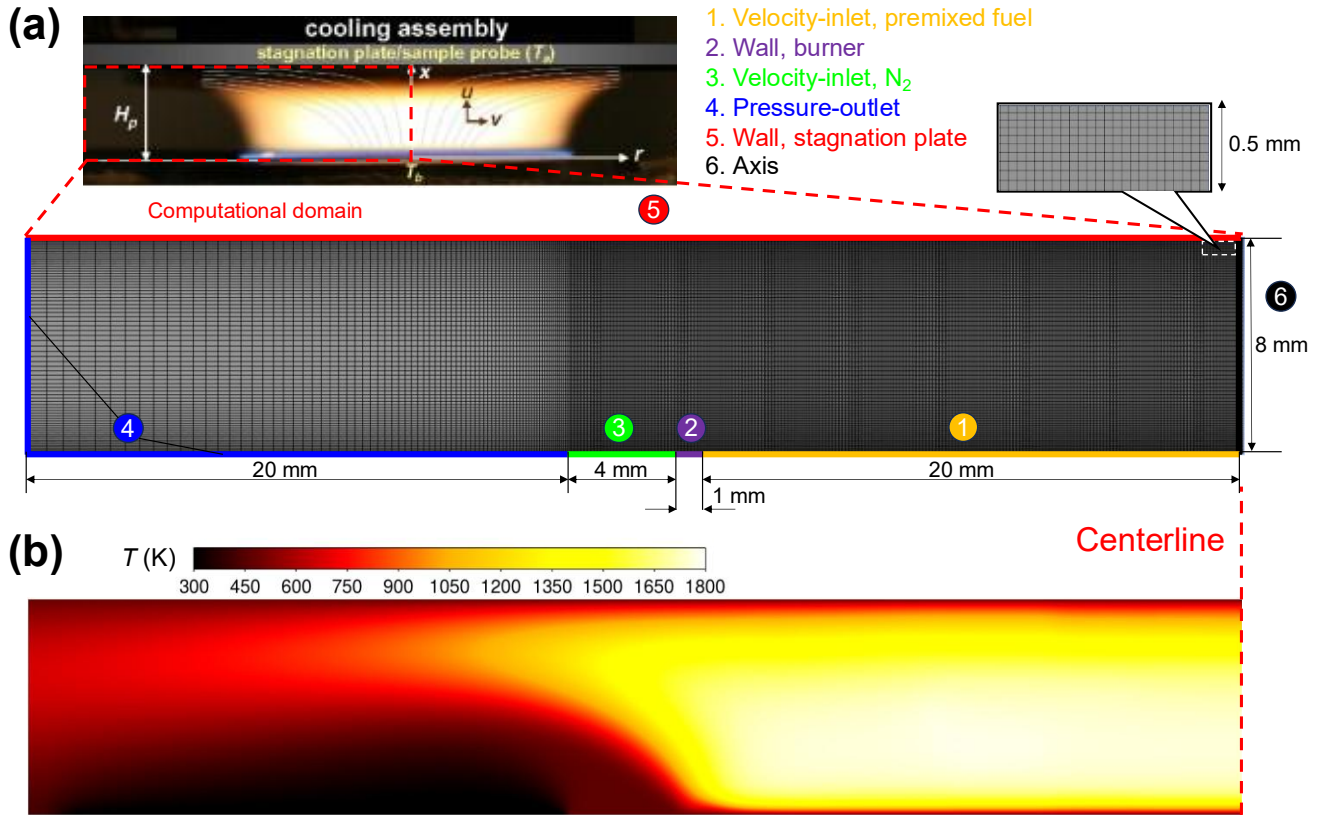 (a)
cooling assembly
stagnation plate/sample probe (Tₚ)
x
u
v
Hₚ
r
T_b
1. Velocity-inlet, premixed fuel
2. Wall, burner
3. Velocity-inlet, N₂
4. Pressure-outlet
5. Wall, stagnation plate
6. Axis
0.5 mm
Computational domain
5
6
8 mm
4
3
2
1
20 mm
4 mm
20 mm
1 mm
Centerline
(b)
T (K)
300 450 600 750 900 1050 1200 1350 1500 1650 1800